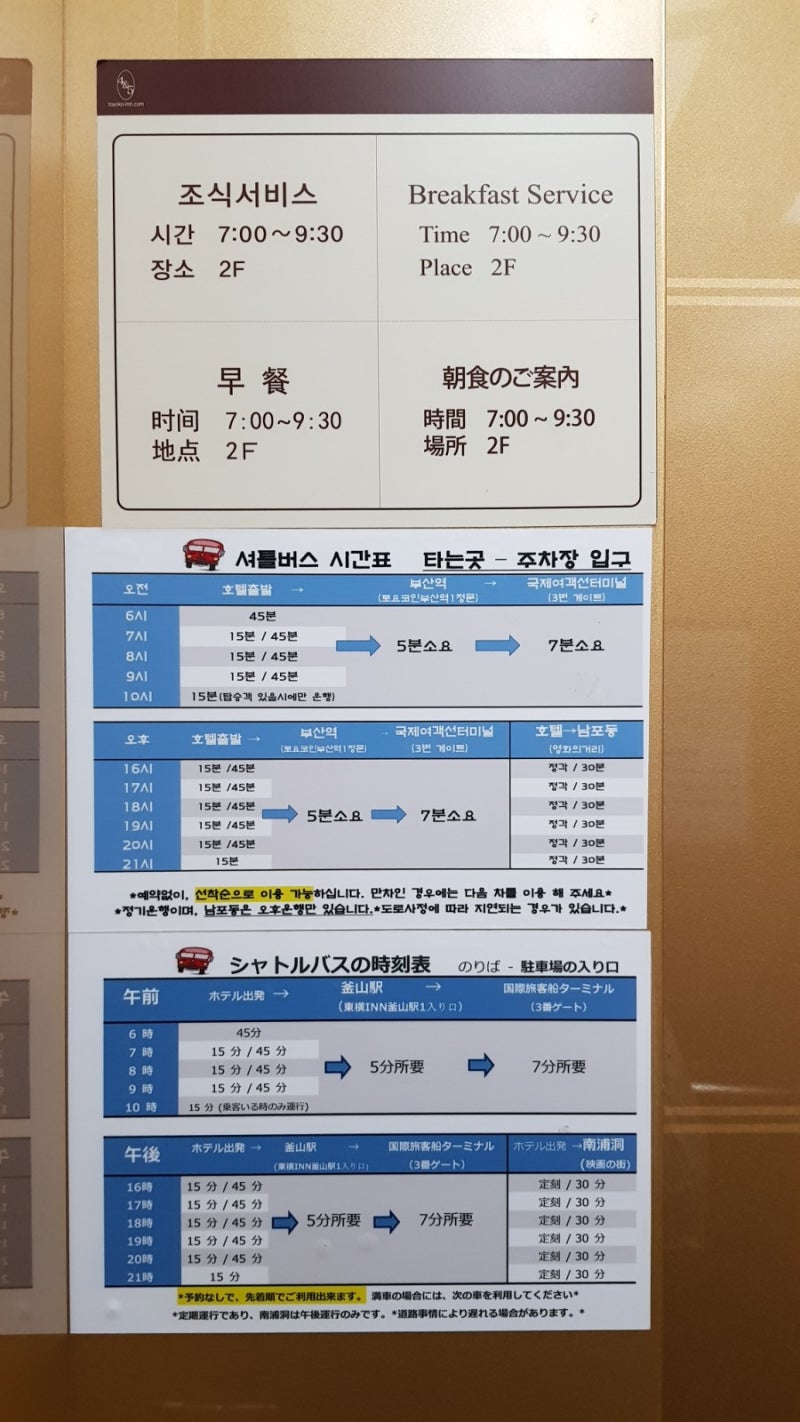 toyoko-inn.com
조식서비스
시간 7:00～9:30
장소 2F
Breakfast Service
Time 7:00 ~ 9:30
Place 2F
早 餐
时间 7:00~9:30
地点 2F
朝食のご案内
時間 7:00 ~ 9:30
場所 2F
셔틀버스 시간표 타는곳 - 주차장 입구
오전 호텔출발 → 부산역 → 국제여객선터미널
(토요코인부산역1정문) (3번 게이트)
6시 45분
7시 15분 / 45분
8시 15분 / 45분
9시 15분 / 45분
10시 15분(탑승객 있을시에만 운행)
5분소요 7분소요
오후 호텔출발 → 부산역 → 국제여객선터미널 호텔→남포동
(토요코인부산역1정문) (3번 게이트) (영화의거리)
16시 15분 /45분 정각 / 30분
17시 15분 /45분 정각 / 30분
18시 15분 /45분 5분소요 7분소요 정각 / 30분
19시 15분 /45분 정각 / 30분
20시 15분 /45분 정각 / 30분
21시 15분 정각 / 30분
*예약없이, 선착순으로 이용 가능하십니다. 만차인 경우에는 다음 차를 이용 해 주세요*
*정기운행이며, 남포동은 오후운행만 있습니다.*도로사정에 따라 지연되는 경우가 있습니다.*
シャトルバスの時刻表 のりば - 駐車場の入り口
午前 ホテル出発 → 釜山駅 → 国際旅客船ターミナル
(東横INN釜山駅1入り口) (3番ゲート)
6 時 45分
7 時 15 分 / 45 分
8 時 15 分 / 45 分 5分所要 7分所要
9 時 15 分 / 45 分
10 時 15 分 (乗客いる時のみ運行)
午後 ホテル出発 → 釜山駅 → 国際旅客船ターミナル ホテル出発 →南浦洞
(東横INN釜山駅1入り口) (3番ゲート) (映画の街)
16時 15 分 / 45 分 定刻 / 30 分
17時 15 分 / 45 分 定刻 / 30 分
18時 15 分 / 45 分 5分所要 7分所要 定刻 / 30 分
19時 15 分 / 45 分 定刻 / 30 分
20時 15 分 / 45 分 定刻 / 30 分
21時 15 分 定刻 / 30 分
*予約なしで、先着順でご利用出来ます。 満車の場合には、次の車を利用してください*
*定期運行であり、南浦洞は午後運行のみです。*道路事情により遅れる場合があります。*